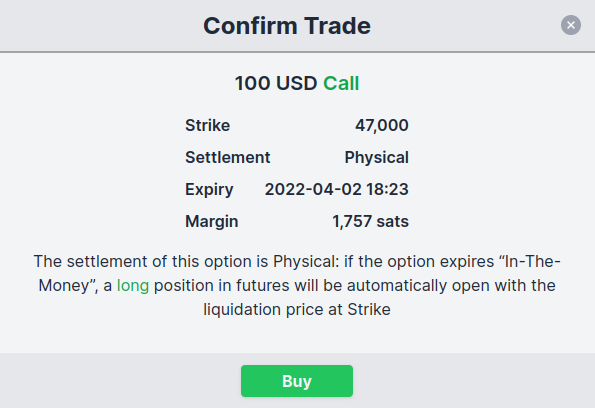 Confirm Trade
100 USD Call
Strike 47,000
Settlement Physical
Expiry 2022-04-02 18:23
Margin 1,757 sats
The settlement of this option is Physical: if the option expires “In-The-
Money”, a long position in futures will be automatically open with the
liquidation price at Strike
Buy